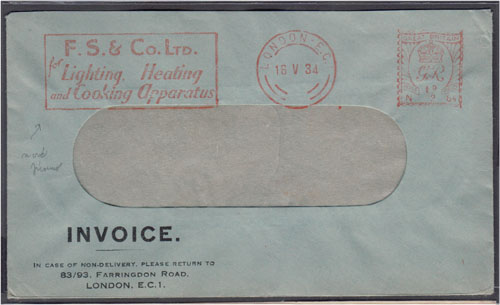 F.S. & Co. LTD.
for Lighting, Heating
and Cooking Apparatus
LONDON·E.C.
16 V 34
INVOICE.
IN CASE OF NON-DELIVERY, PLEASE RETURN TO
83/93, FARRINGDON ROAD,
LONDON, E.C.1.